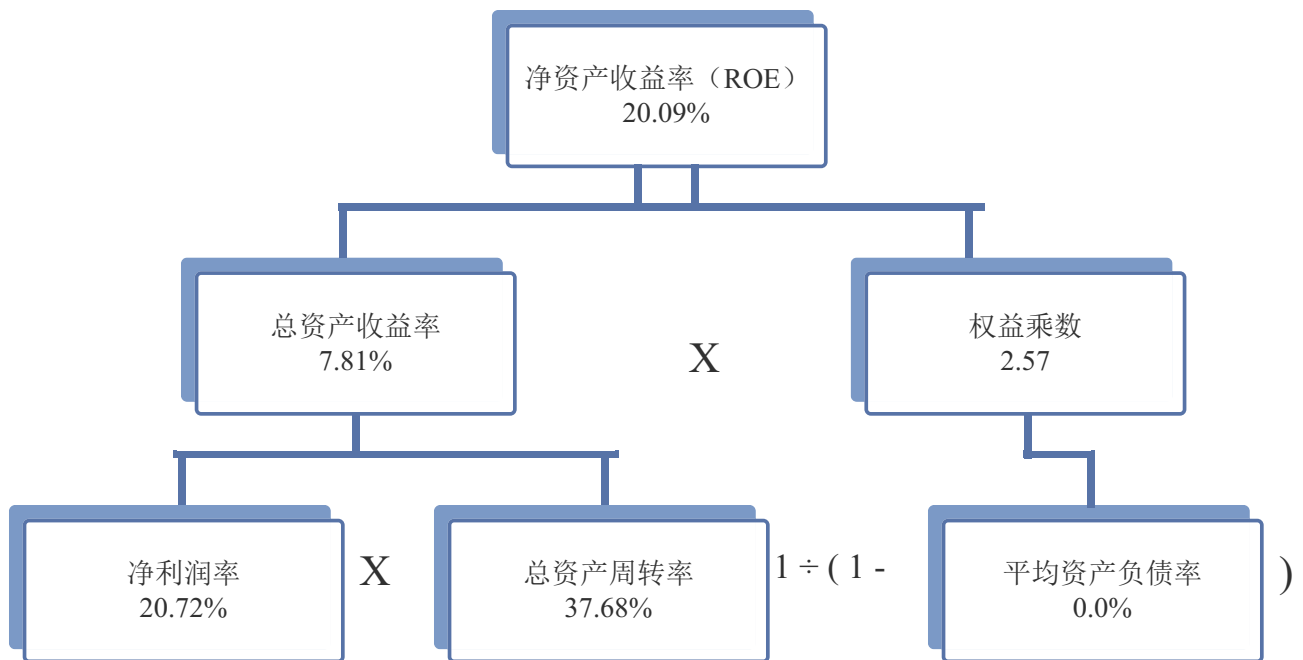 净资产收益率（ROE）
20.09%
总资产收益率
7.81%
X
权益乘数
2.57
净利润率
20.72%
X
总资产周转率
37.68%
1 ÷ ( 1 -
平均资产负债率
0.0%
)